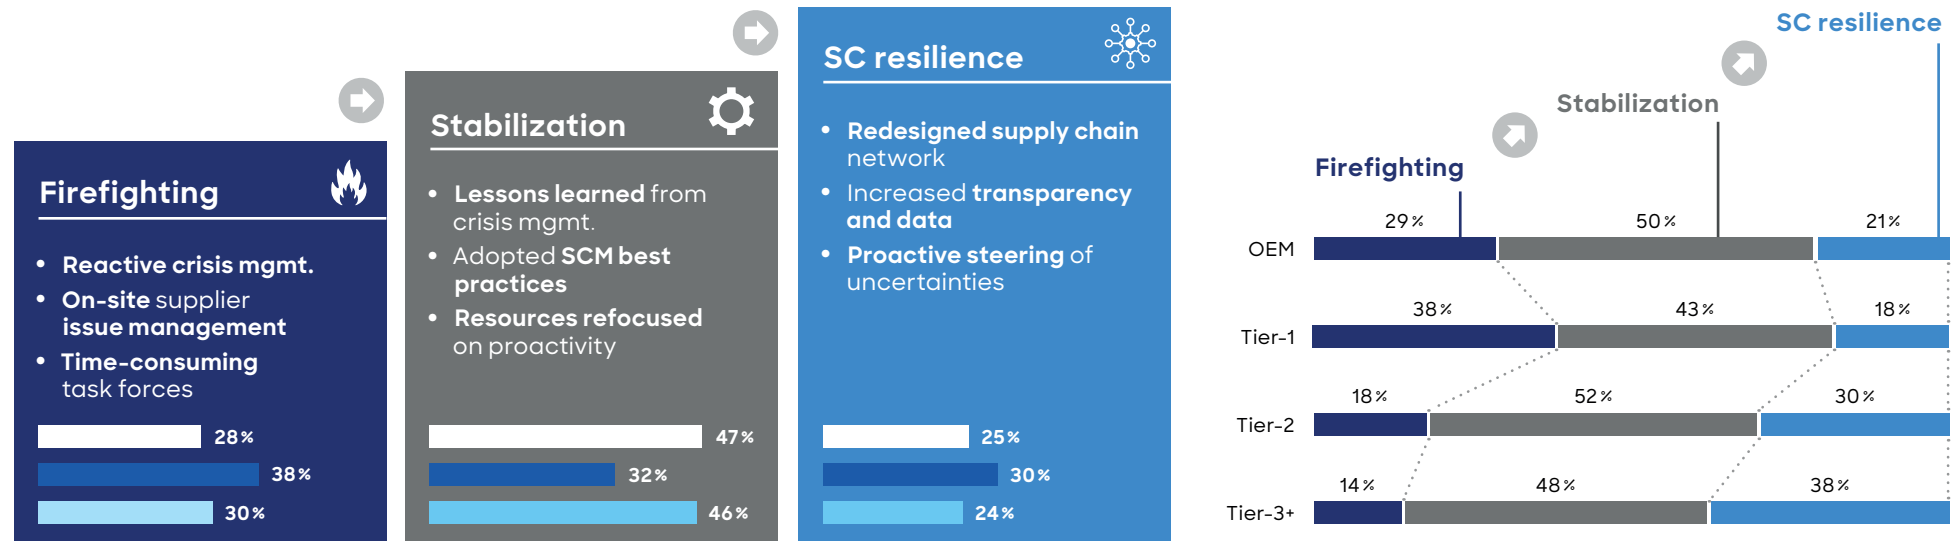 Firefighting
• Reactive crisis mgmt.
• On-site supplier
issue management
• Time-consuming
task forces
28%
38%
30%
Stabilization
• Lessons learned from
crisis mgmt.
• Adopted SCM best
practices
• Resources refocused
on proactivity
47%
32%
46%
SC resilience
• Redesigned supply chain
network
• Increased transparency
and data
• Proactive steering of
uncertainties
25%
30%
24%
SC resilience
Stabilization
Firefighting
29% 50% 21%
OEM
38% 43% 18%
Tier-1
18% 52% 30%
Tier-2
14% 48% 38%
Tier-3+